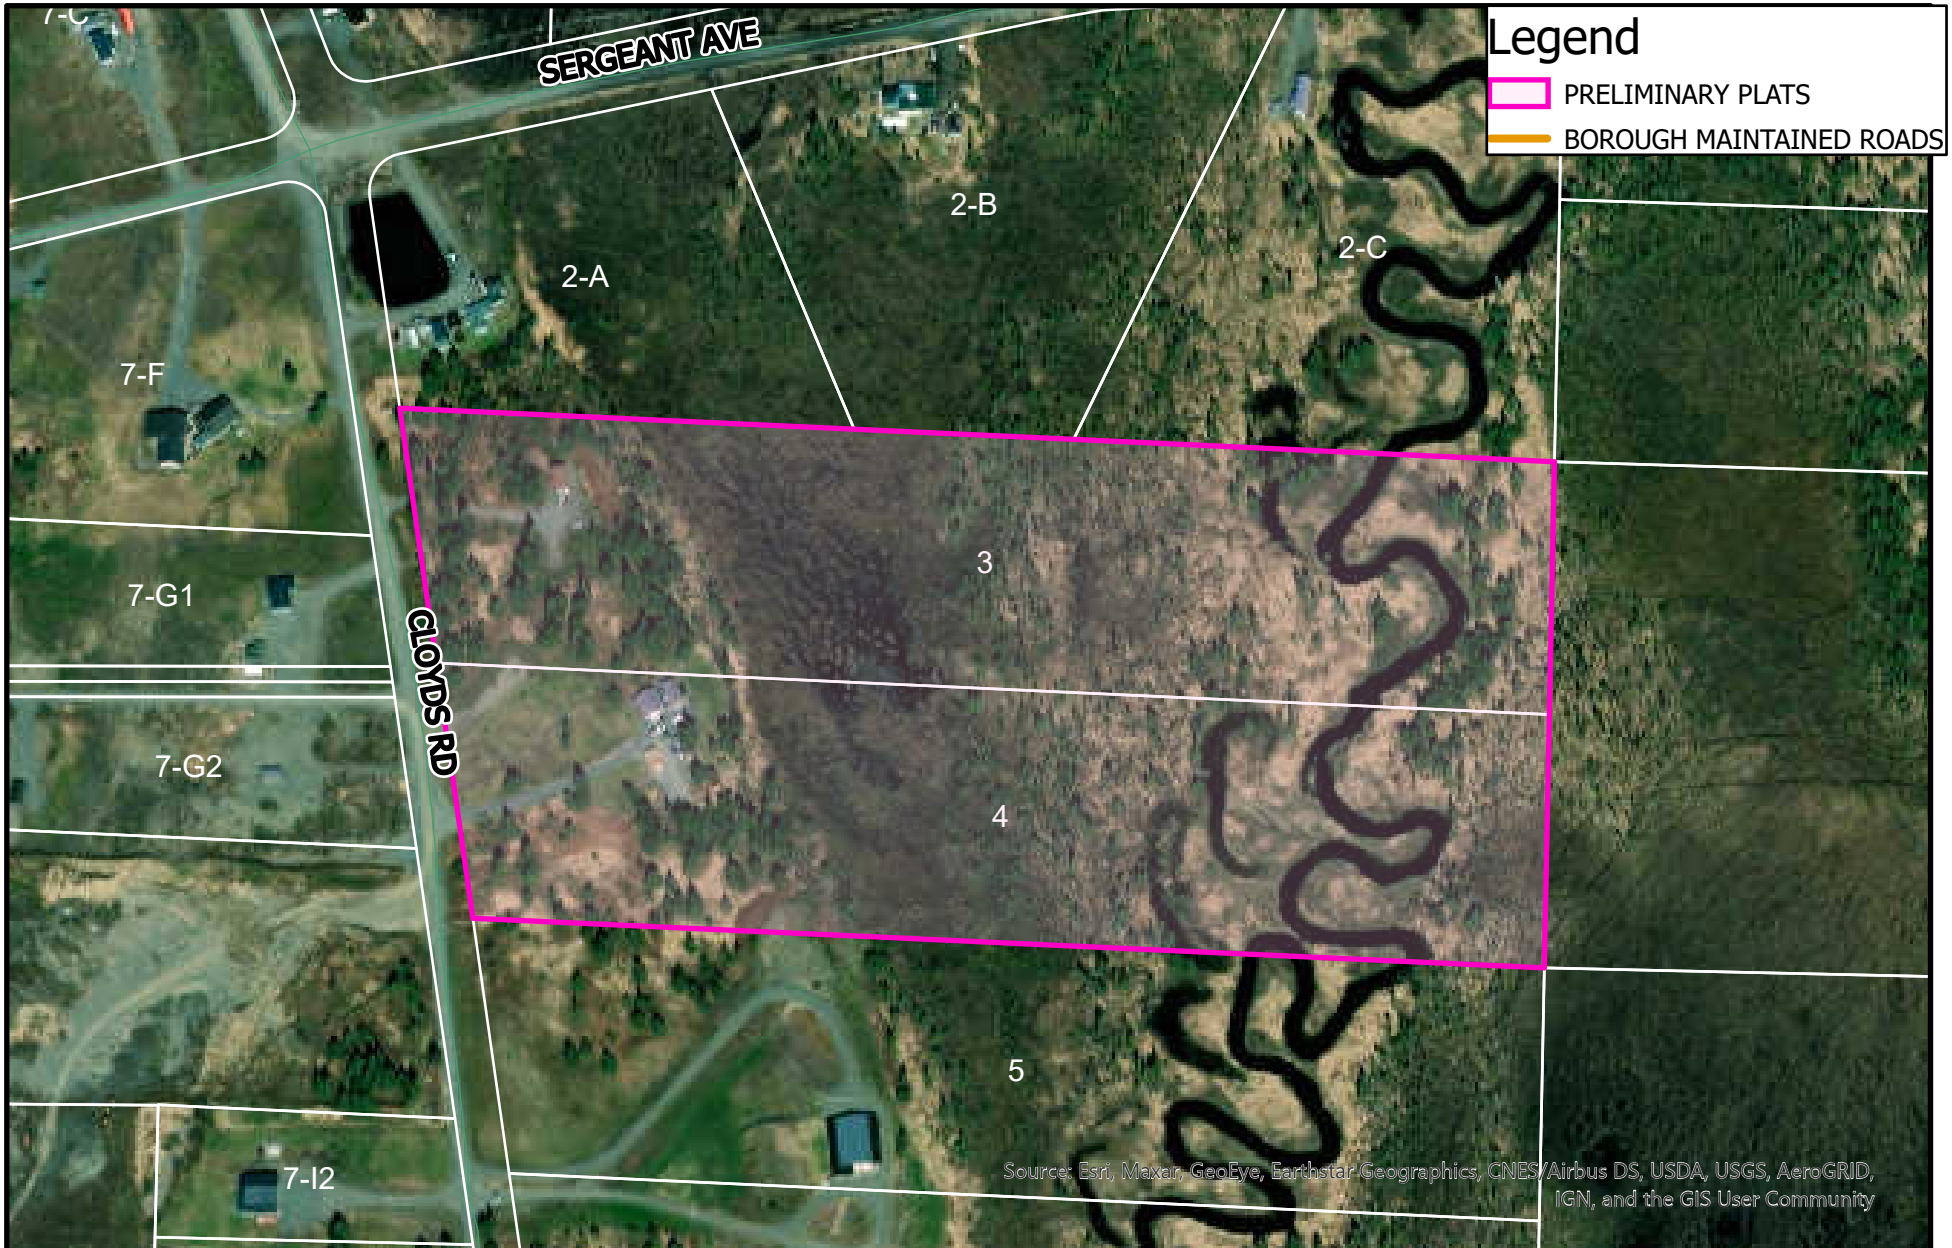 7-C
SERGEANT AVE
Legend
PRELIMINARY PLATS
BOROUGH MAINTAINED ROADS
2-B
2-C
2-A
7-F
3
7-G1
CLOYDS RD
7-G2
4
5
7-I2
Source: Esri, Maxar, GeoEye, Earthstar Geographics, CNES/Airbus DS, USDA, USGS, AeroGRID,
IGN, and the GIS User Community